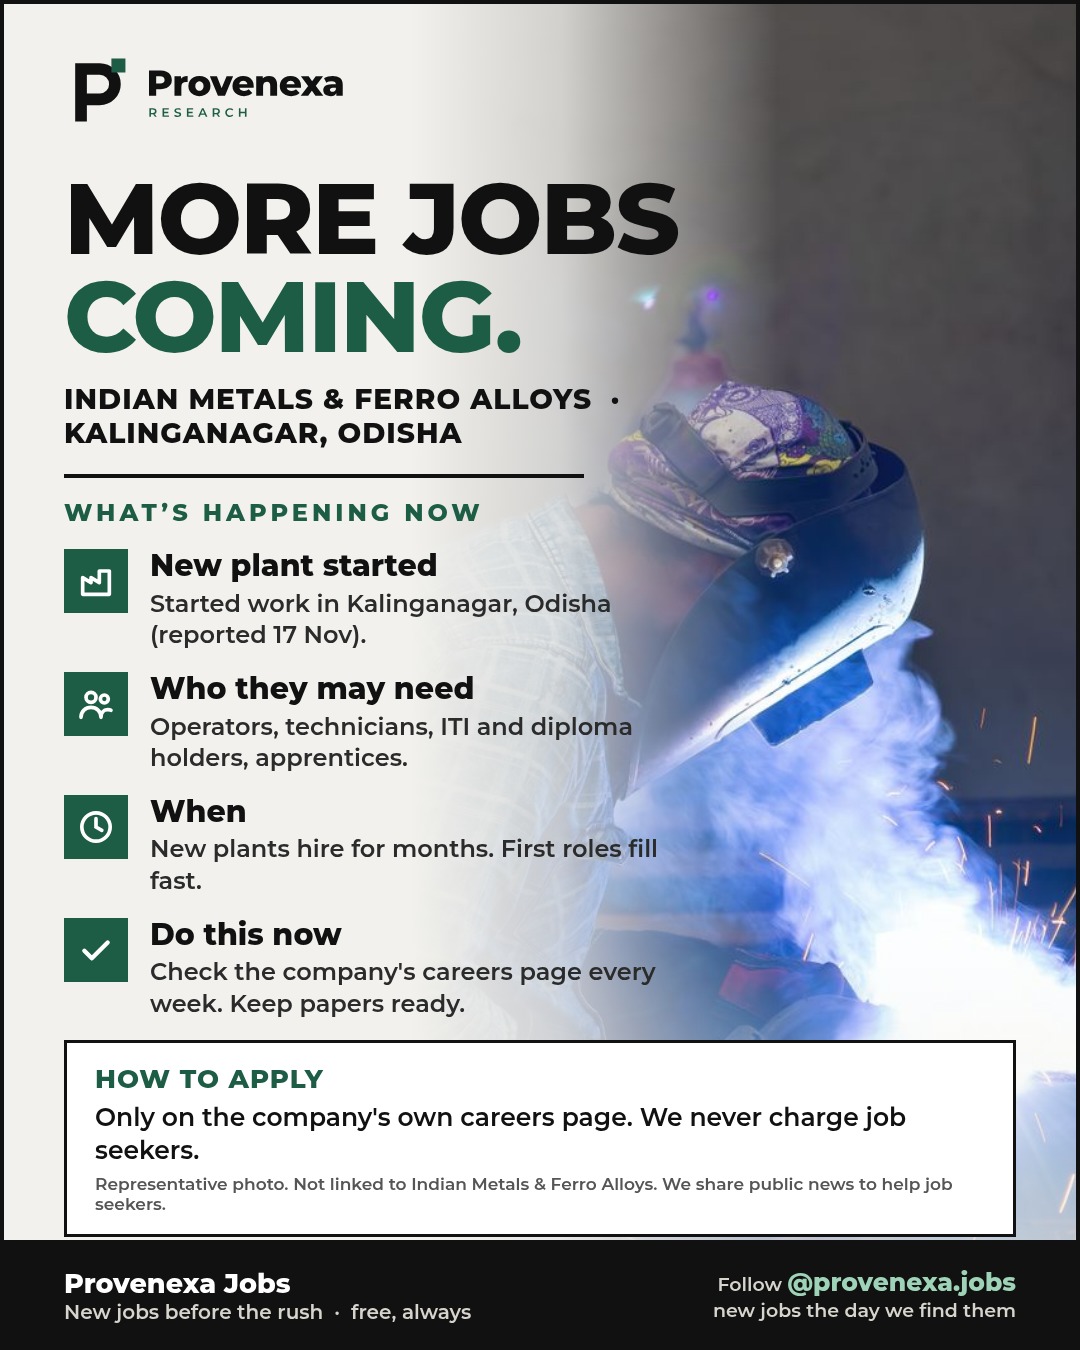 Provenexa
RESEARCH
MORE JOBS
COMING.
INDIAN METALS & FERRO ALLOYS ·
KALINGANAGAR, ODISHA
WHAT’S HAPPENING NOW
New plant started
Started work in Kalinganagar, Odisha
(reported 17 Nov).
Who they may need
Operators, technicians, ITI and diploma
holders, apprentices.
When
New plants hire for months. First roles fill
fast.
Do this now
Check the company's careers page every
week. Keep papers ready.
HOW TO APPLY
Only on the company's own careers page. We never charge job
seekers.
Representative photo. Not linked to Indian Metals & Ferro Alloys. We share public news to help job
seekers.
Provenexa Jobs
New jobs before the rush · free, always
Follow @provenexa.jobs
new jobs the day we find them